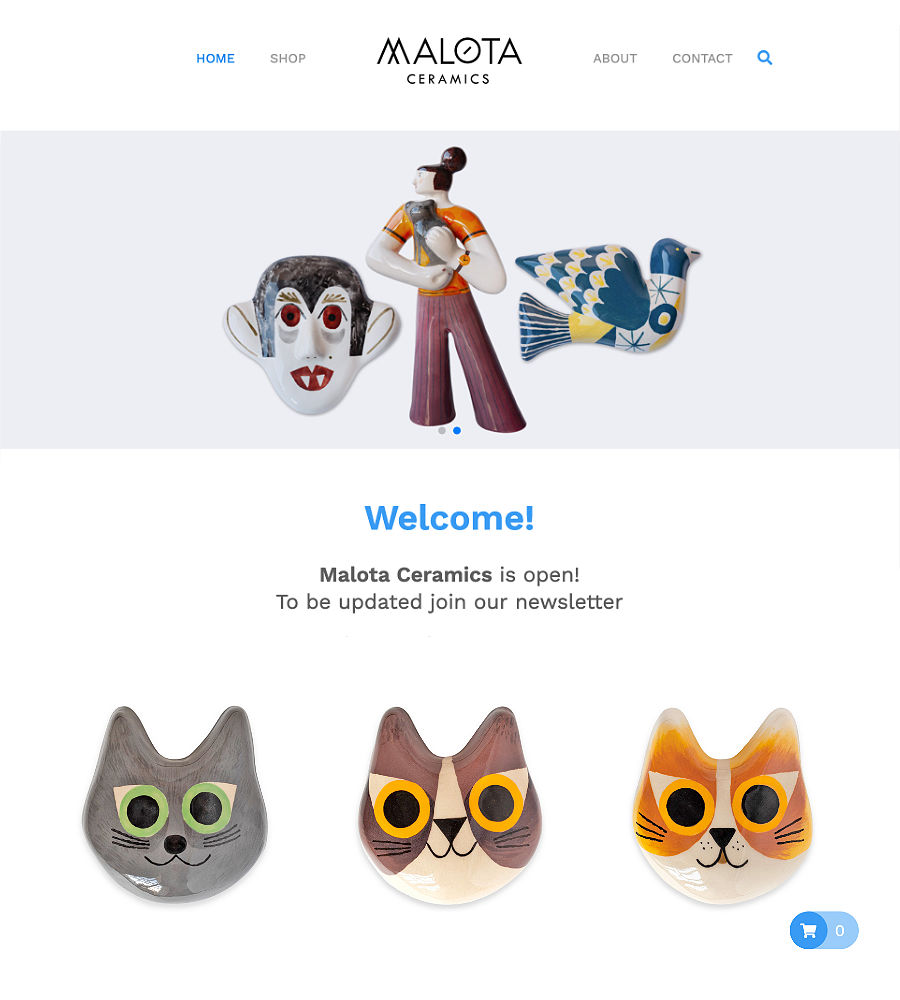 HOME
SHOP
MALOTA
CERAMICS
ABOUT
CONTACT
Welcome!
Malota Ceramics is open!
To be updated join our newsletter
0